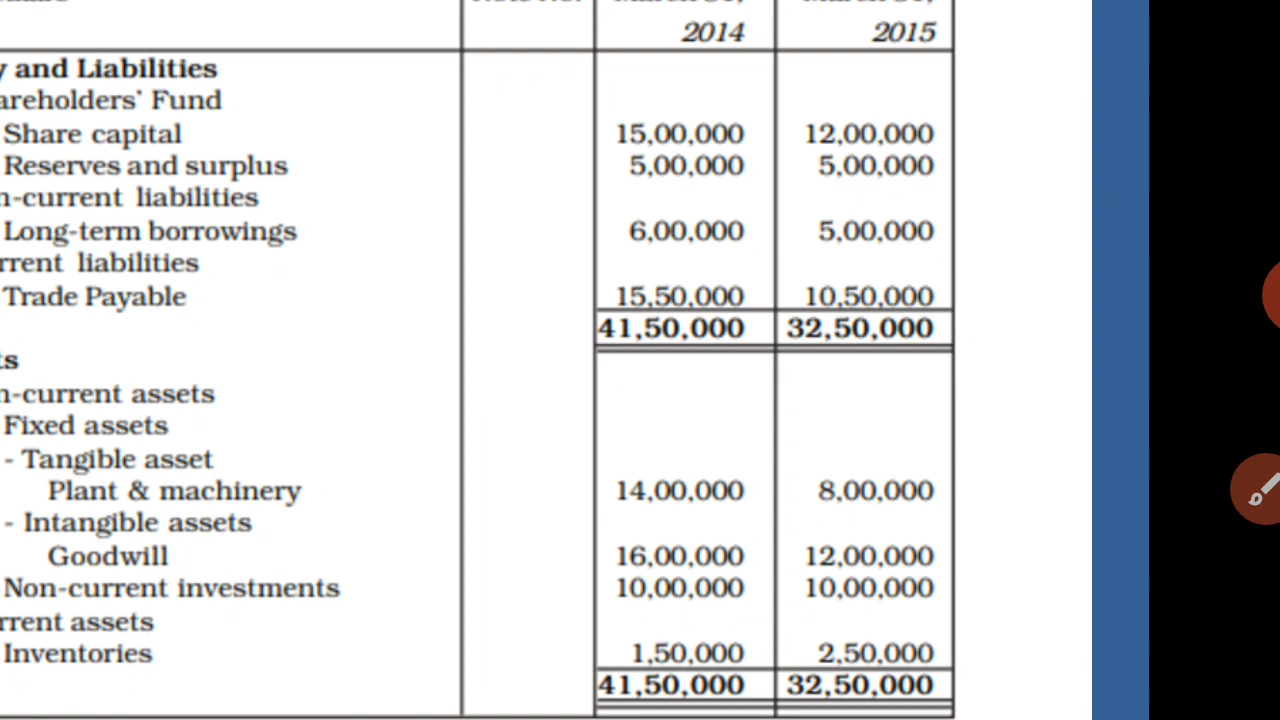 2014 2015
y and Liabilities
areholders' Fund
Share capital 15,00,000 12,00,000
Reserves and surplus 5,00,000 5,00,000
n-current liabilities
Long-term borrowings 6,00,000 5,00,000
rrent liabilities
Trade Payable 15,50,000 10,50,000
41,50,000 32,50,000
ts
n-current assets
Fixed assets
- Tangible asset
Plant & machinery 14,00,000 8,00,000
- Intangible assets
Goodwill 16,00,000 12,00,000
Non-current investments 10,00,000 10,00,000
rrent assets
Inventories 1,50,000 2,50,000
41,50,000 32,50,000